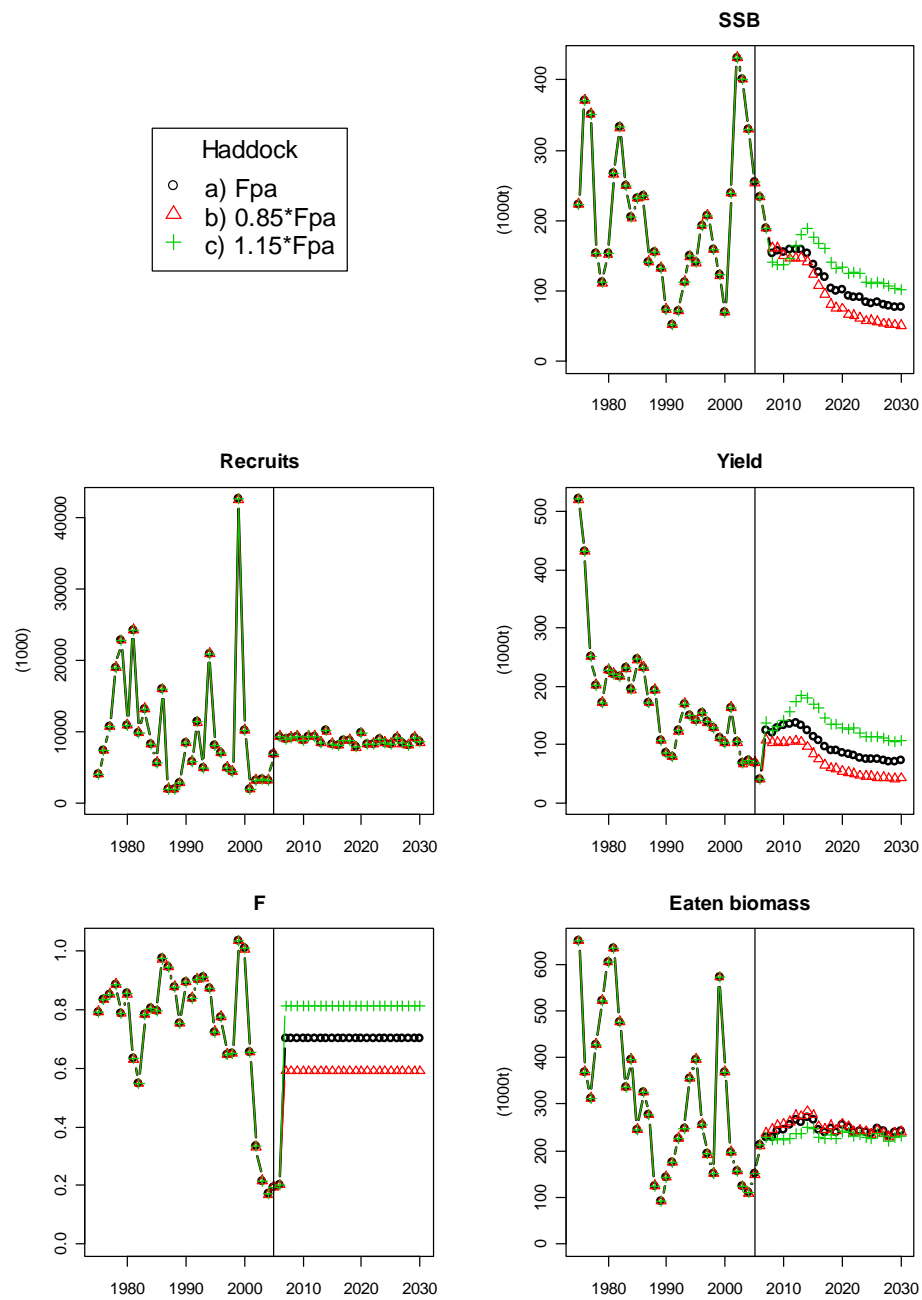 SSB
Haddock
a) Fpa
b) 0.85*Fpa
c) 1.15*Fpa
(1000t)
0 100 200 300 400
1980 1990 2000 2010 2020 2030
Recruits
(1000)
0 10000 20000 30000 40000
1980 1990 2000 2010 2020 2030
Yield
(1000t)
0 100 200 300 400 500
1980 1990 2000 2010 2020 2030
F
0.0 0.2 0.4 0.6 0.8 1.0
1980 1990 2000 2010 2020 2030
Eaten biomass
(1000t)
0 100 200 300 400 500 600
1980 1990 2000 2010 2020 2030